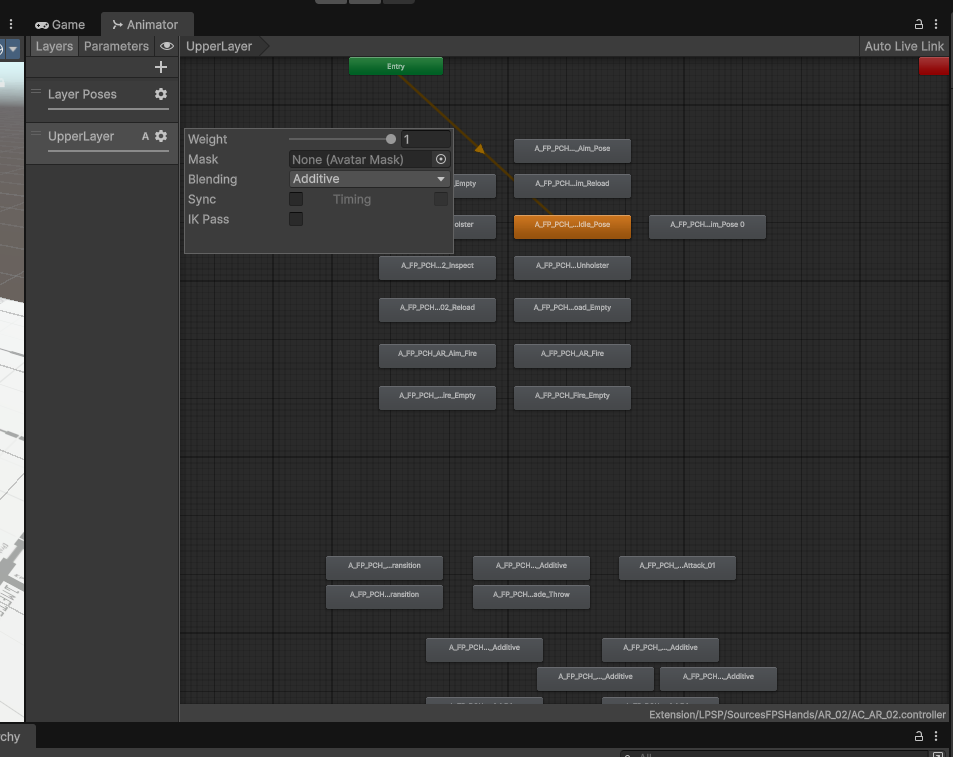 Game
Animator
Layers
Parameters
UpperLayer
Auto Live Link
Layer Poses
UpperLayer
A
Entry
Weight
1
Mask
None (Avatar Mask)
Blending
Additive
Sync
Timing
IK Pass
A_FP_PCH_..._Aim_Pose
_Empty
A_FP_PCH...im_Reload
olster
A_FP_PCH_...Idle_Pose
A_FP_PCH...im_Pose 0
A_FP_PCH...2_Inspect
A_FP_PCH...Unholster
A_FP_PCH...02_Reload
A_FP_PCH...oad_Empty
A_FP_PCH_AR_Aim_Fire
A_FP_PCH_AR_Fire
A_FP_PCH_...ire_Empty
A_FP_PCH_Fire_Empty
A_FP_PCH_...ransition
A_FP_PCH_..._Additive
A_FP_PCH_...Attack_01
A_FP_PCH...ransition
A_FP_PCH...ade_Throw
A_FP_PCH..._Additive
A_FP_PCH_..._Additive
A_FP_PCH_..._Additive
A_FP_PCH..._Additive
Extension/LPSP/SourcesFPSHands/AR_02/AC_AR_02.controller
chy